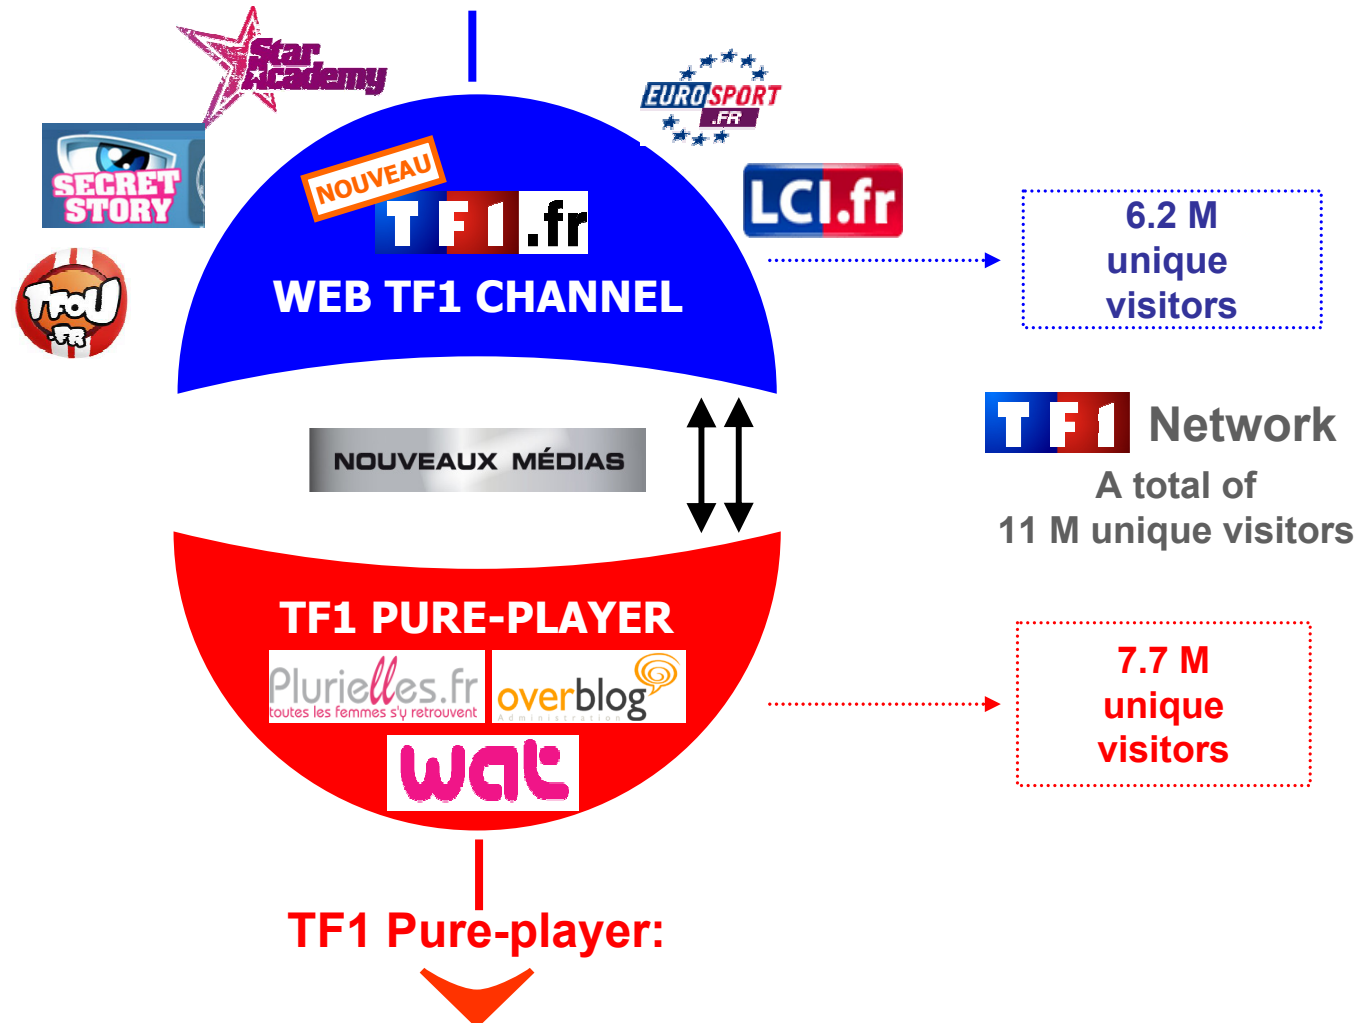 Star
Academy
EUROSPORT
.FR
SECRET
STORY
NOUVEAU
TF1.fr
LCI.fr
WEB TF1 CHANNEL
6.2 M
unique
visitors
TFOU
.FR
NOUVEAUX MÉDIAS
TF1 Network
A total of
11 M unique visitors
TF1 PURE-PLAYER
Plurielles.fr
toutes les femmes s'y retrouvent
overblog
Administration
wat
7.7 M
unique
visitors
TF1 Pure-player: